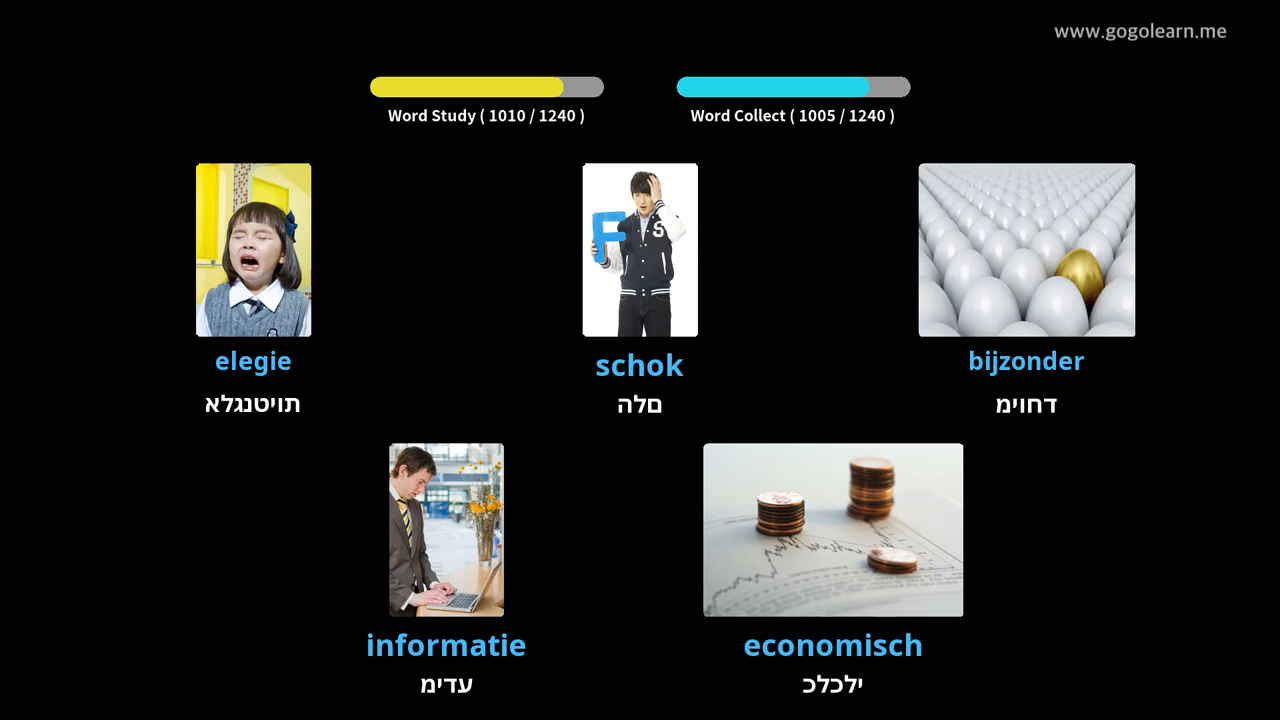 www.gogolearn.me
Word Study ( 1010 / 1240 )
Word Collect ( 1005 / 1240 )
elegie
תויטנגלא
schok
םלה
bijzonder
דחוימ
informatie
עדימ
economisch
ילכלכ